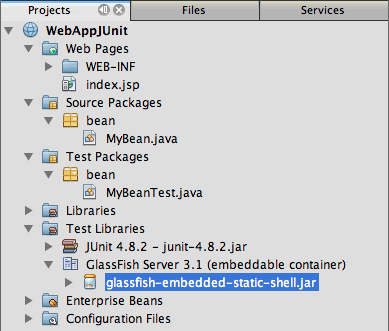 Projects Files Services
WebAppJUnit
Web Pages
WEB-INF
index.jsp
Source Packages
bean
MyBean.java
Test Packages
bean
MyBeanTest.java
Libraries
Test Libraries
JUnit 4.8.2 - junit-4.8.2.jar
GlassFish Server 3.1 (embeddable container)
glassfish-embedded-static-shell.jar
Enterprise Beans
Configuration Files